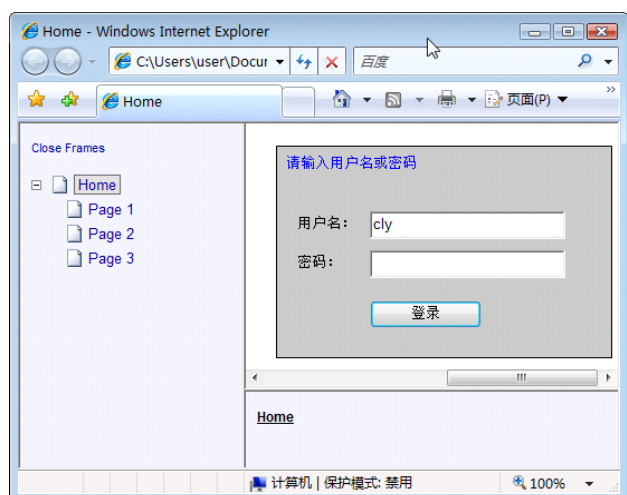 Home - Windows Internet Explorer
C:\Users\user\Docur
百度
Home
页面(P)
Close Frames
Home
Page 1
Page 2
Page 3
请输入用户名或密码
用户名：
cly
密码：
登录
Home
计算机 | 保护模式: 禁用
100%